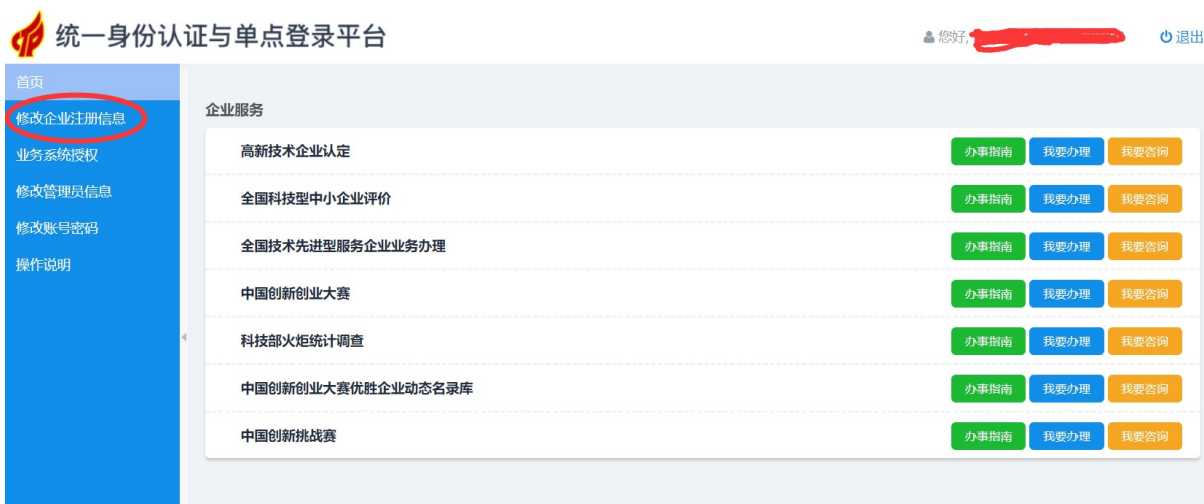 统一身份认证与单点登录平台
您好,
退出
首页
修改企业注册信息
业务系统授权
修改管理员信息
修改账号密码
操作说明
企业服务
高新技术企业认定 办事指南 我要办理 我要咨询
全国科技型中小企业评价 办事指南 我要办理 我要咨询
全国技术先进型服务企业业务办理 办事指南 我要办理 我要咨询
中国创新创业大赛 办事指南 我要办理 我要咨询
科技部火炬统计调查 办事指南 我要办理 我要咨询
中国创新创业大赛优胜企业动态名录库 办事指南 我要办理 我要咨询
中国创新挑战赛 办事指南 我要办理 我要咨询